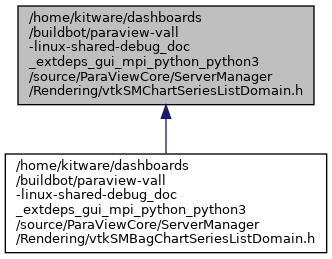 /home/kitware/dashboards
/buildbot/paraview-vall
-linux-shared-debug_doc
_extdeps_gui_mpi_python_python3
/source/ParaViewCore/ServerManager
/Rendering/vtkSMChartSeriesListDomain.h
/home/kitware/dashboards
/buildbot/paraview-vall
-linux-shared-debug_doc
_extdeps_gui_mpi_python_python3
/source/ParaViewCore/ServerManager
/Rendering/vtkSMBagChartSeriesListDomain.h